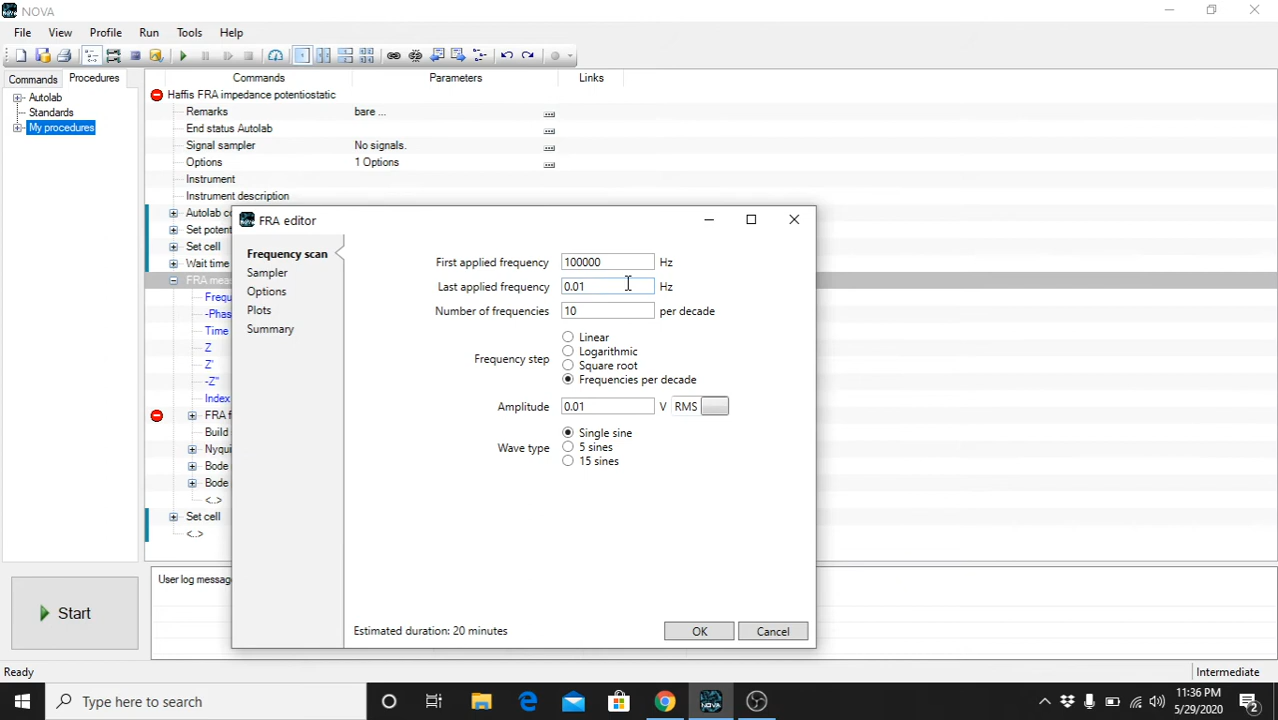 NOVA
File View Profile Run Tools Help
Commands Procedures
Autolab
Standards
My procedures
Commands Parameters Links
Haffis FRA impedance potentiostatic
Remarks bare ...
End status Autolab
Signal sampler No signals.
Options 1 Options
Instrument
Instrument description
Autolab co
Set potent
Set cell
Wait time
FRA meas
Frequ
-Phas
Time
Z
Z'
-Z''
Index
FRA f
Build
Nyqui
Bode
Bode
<..>
Set cell
<..>
FRA editor
Frequency scan
Sampler
Options
Plots
Summary
First applied frequency 100000 Hz
Last applied frequency 0.01 Hz
Number of frequencies 10 per decade
Frequency step
Linear
Logarithmic
Square root
Frequencies per decade
Amplitude 0.01 V RMS
Wave type
Single sine
5 sines
15 sines
Estimated duration: 20 minutes OK Cancel
Start
User log messag
Ready Intermediate
Type here to search
11:36 PM
5/29/2020
2